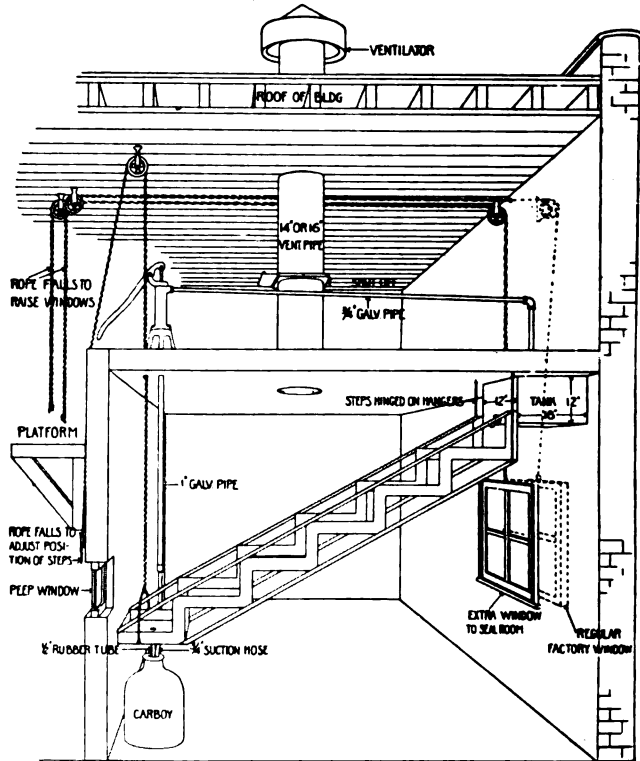 VENTILATOR
ROOF OF BLDG
14" OR 16"
VENT PIPE
SHUT OFF
¾" GALV PIPE
ROPE FALLS TO
RAISE WINDOWS
STEPS HINGED ON HANGERS
12"
TANK
12"
36"
PLATFORM
1" GALV PIPE
ROPE FALLS TO
ADJUST POSI-
TION OF STEPS
PEEP WINDOW
EXTRA WINDOW
TO SEAL ROOM
REGULAR
FACTORY WINDOW
½" RUBBER TUBE
¾" SUCTION HOSE
CARBOY